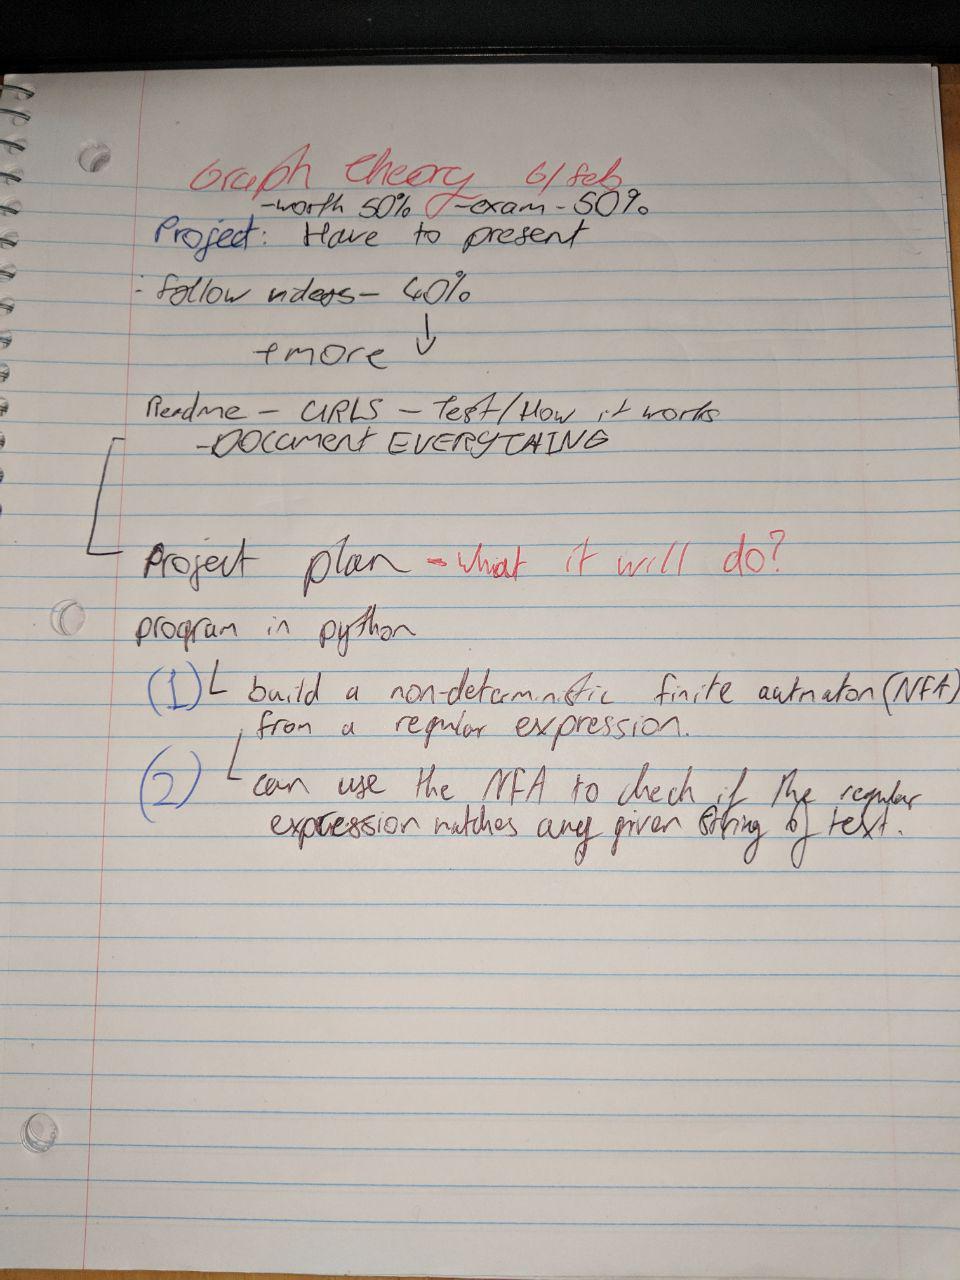 Graph theory 6/feb
-worth 50% -exam - 50%
Project: Have to present
: follow videos - 40%
+more
Readme - URLS - Test/How it works
-Document EVERYTHING
Project plan - what it will do?
program in python
(1) build a non-deterministic finite automaton (NFA)
from a regular expression.
(2) can use the NFA to check if the regular
expression matches any given string of text.